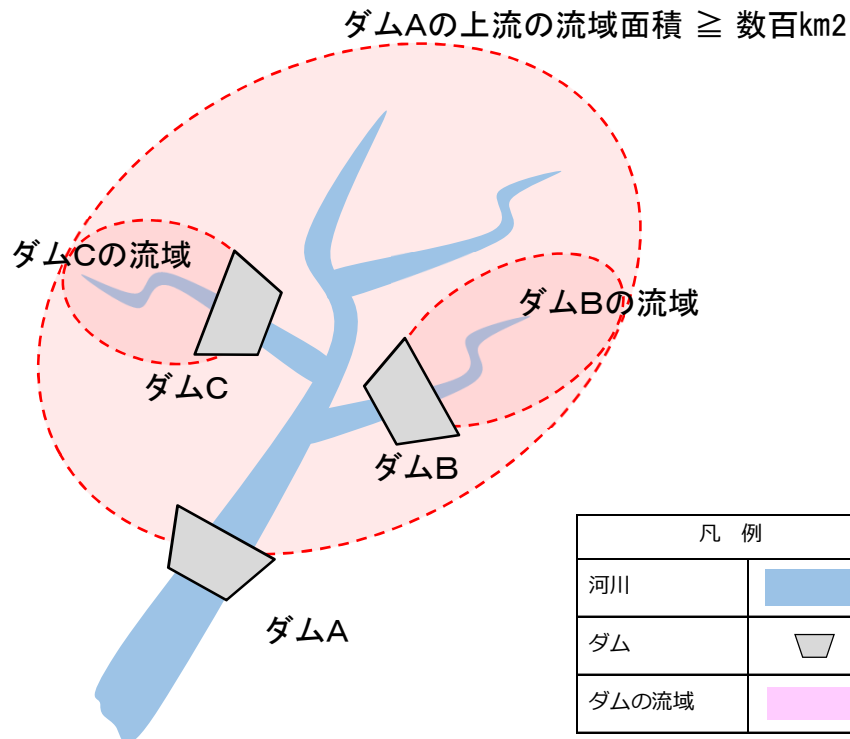 ダムAの上流の流域面積 ≧ 数百km2
ダムCの流域
ダムBの流域
ダムC
ダムB
ダムA
凡 例
河川
ダム
ダムの流域